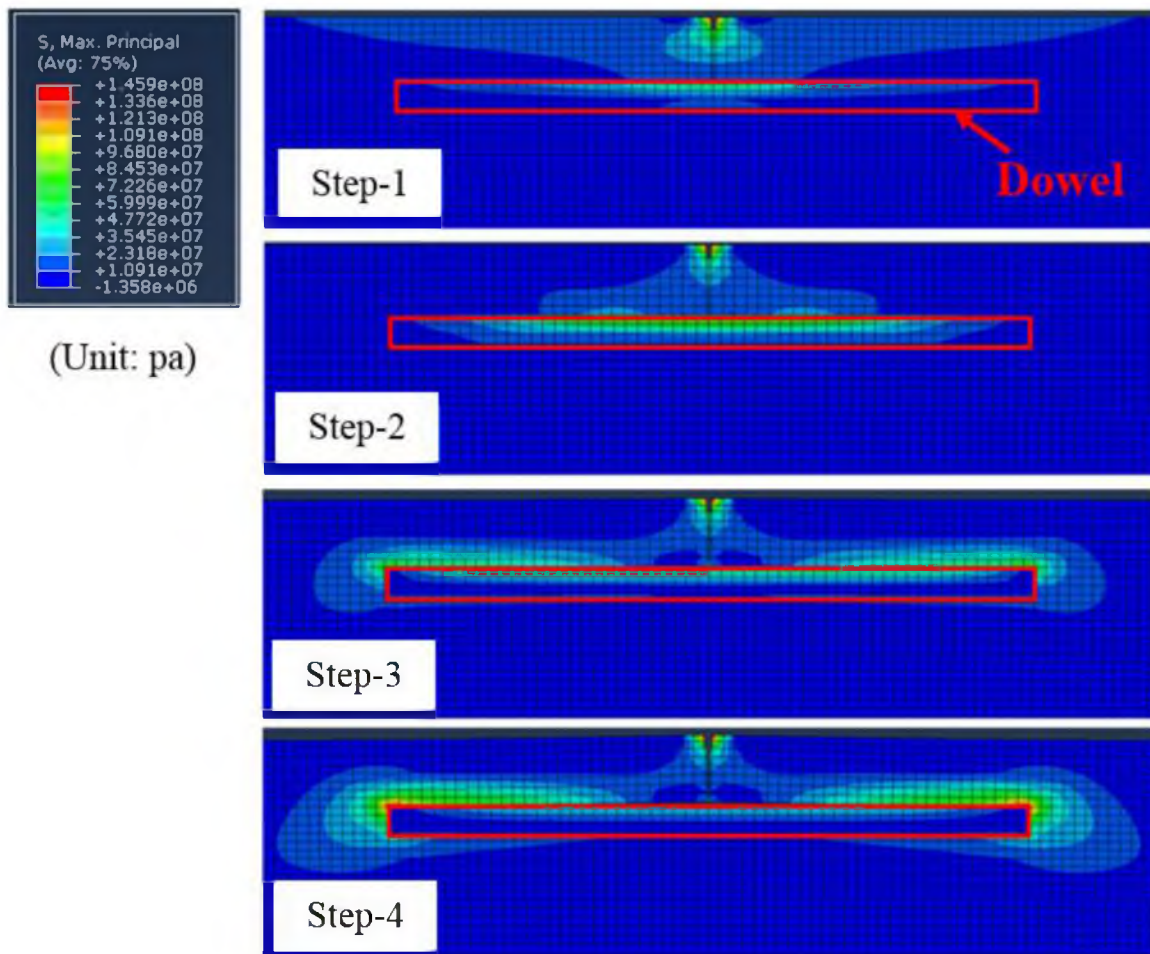 S, Max. Principal
(Avg: 75%)
+1.459e+08
+1.336e+08
+1.213e+08
+1.091e+08
+9.680e+07
+8.453e+07
+7.226e+07
+5.999e+07
+4.772e+07
+3.545e+07
+2.318e+07
+1.091e+07
-1.358e+06
(Unit: pa)
Dowel
Step-1
Step-2
Step-3
Step-4